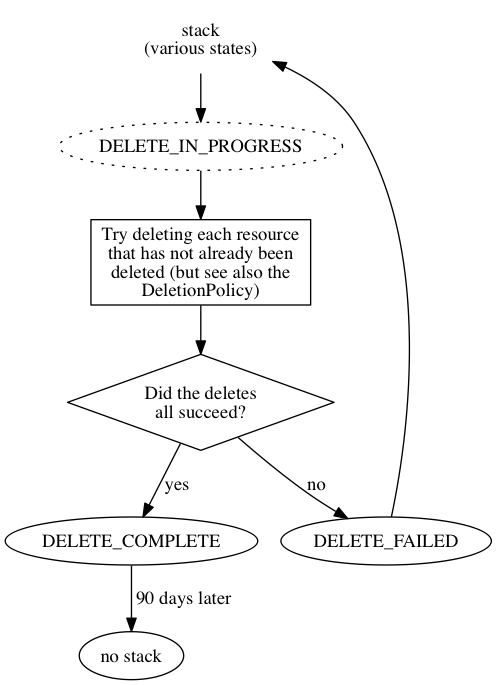 stack
(various states)
DELETE_IN_PROGRESS
Try deleting each resource
that has not already been
deleted (but see also the
DeletionPolicy)
Did the deletes
all succeed?
yes
no
DELETE_COMPLETE
DELETE_FAILED
90 days later
no stack